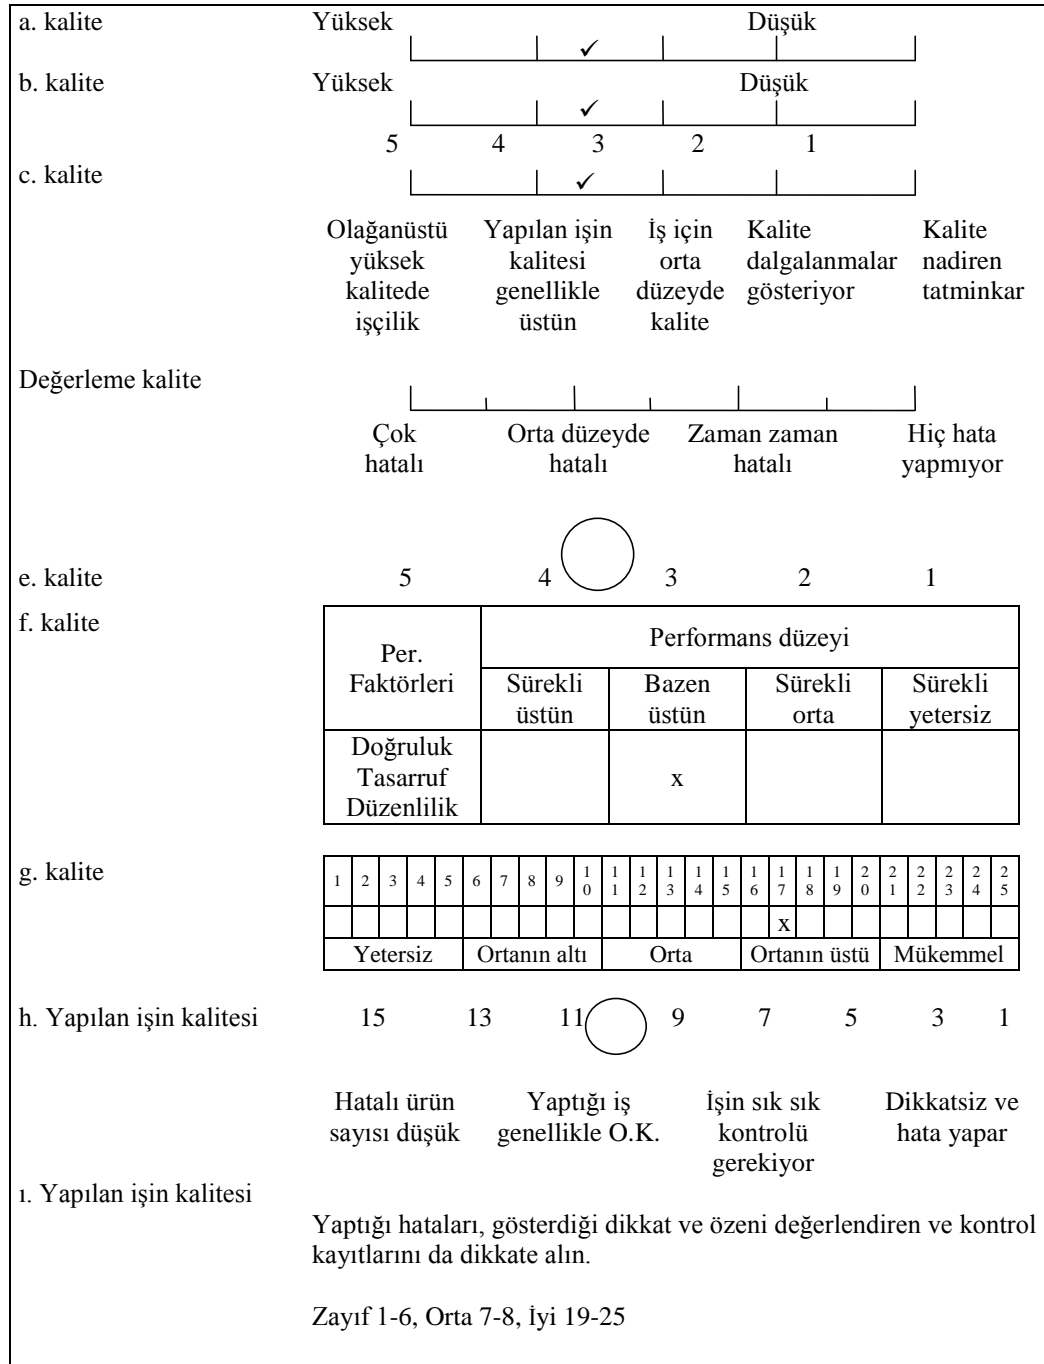 a. kalite Yüksek Düşük
✓
b. kalite Yüksek Düşük
✓
5 4 3 2 1
c. kalite ✓
Olağanüstü Yapılan işin İş için Kalite Kalite
yüksek kalitesi orta dalgalanmalar nadiren
kalitede genellikle düzeyde gösteriyor tatminkar
işçilik üstün kalite
Değerleme kalite
Çok Orta düzeyde Zaman zaman Hiç hata
hatalı hatalı hatalı yapmıyor
e. kalite 5 4 3 2 1
f. kalite
Per. Performans düzeyi
Faktörleri Sürekli Bazen Sürekli Sürekli
üstün üstün orta yetersiz
Doğruluk
Tasarruf x
Düzenlilik
g. kalite 1 2 3 4 5 6 7 8 9 10 11 12 13 14 15 16 17 18 19 20 21 22 23 24 25
x
Yetersiz Ortanın altı Orta Ortanın üstü Mükemmel
h. Yapılan işin kalitesi 15 13 11 9 7 5 3 1
Hatalı ürün Yaptığı iş İşin sık sık Dikkatsiz ve
sayısı düşük genellikle O.K. kontrolü hata yapar
gerekiyor
ı. Yapılan işin kalitesi
Yaptığı hataları, gösterdiği dikkat ve özeni değerlendiren ve kontrol
kayıtlarını da dikkate alın.
Zayıf 1-6, Orta 7-8, İyi 19-25